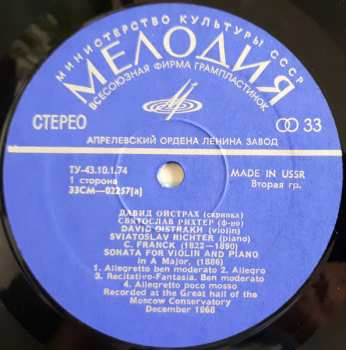 МИНИСТЕРСТВО КУЛЬТУРЫ СССР
МЕЛОДИЯ
ВСЕСОЮЗНАЯ ФИРМА ГРАМПЛАСТИНОК
СТЕРЕО
33
АПРЕЛЕВСКИЙ ОРДЕНА ЛЕНИНА ЗАВОД
ТУ-43.10.1.74
1 сторона
33СМ—02257[a]
MADE IN USSR
Вторая гр.
ДАВИД ОЙСТРАХ (скрипка)
СВЯТОСЛАВ РИХТЕР (ф-но)
DAVID OISTRAKH (violin)
SVIATOSLAV RICHTER (piano)
C. FRANCK (1822—1890)
SONATA FOR VIOLIN AND PIANO
in A Major, (1886)
1. Allegretto ben moderato 2. Allegro
3. Recitativo-Fantasia. Ben moderato
4. Allegretto poco mosso
Recorded at the Great hall of the
Moscow Conservatory
December 1968